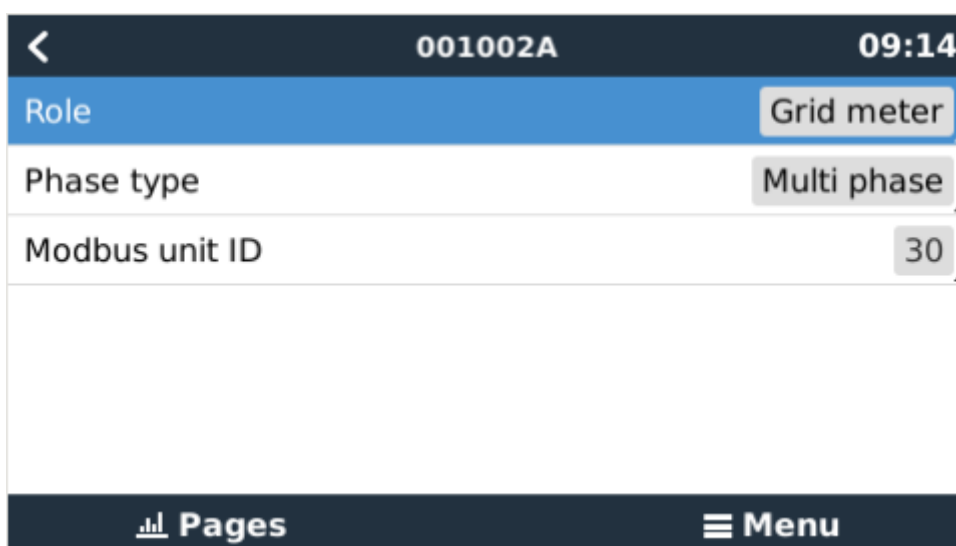 001002A 09:14
Role Grid meter
Phase type Multi phase
Modbus unit ID 30
Pages Menu